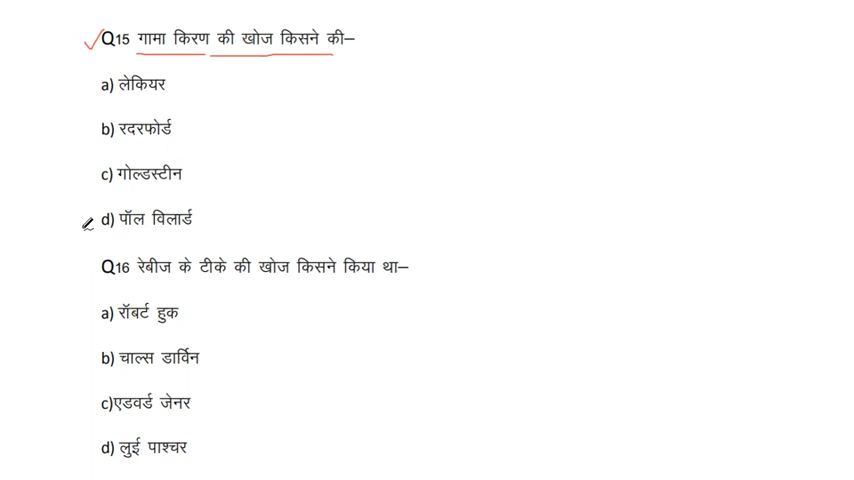 Q15 गामा किरण की खोज किसने की–
a) लेकियर
b) रदरफोर्ड
c) गोल्डस्टीन
d) पॉल विलार्ड
Q16 रेबीज के टीके की खोज किसने किया था–
a) रॉबर्ट हुक
b) चाल्स डार्विन
c)एडवर्ड जेनर
d) लुई पाश्चर